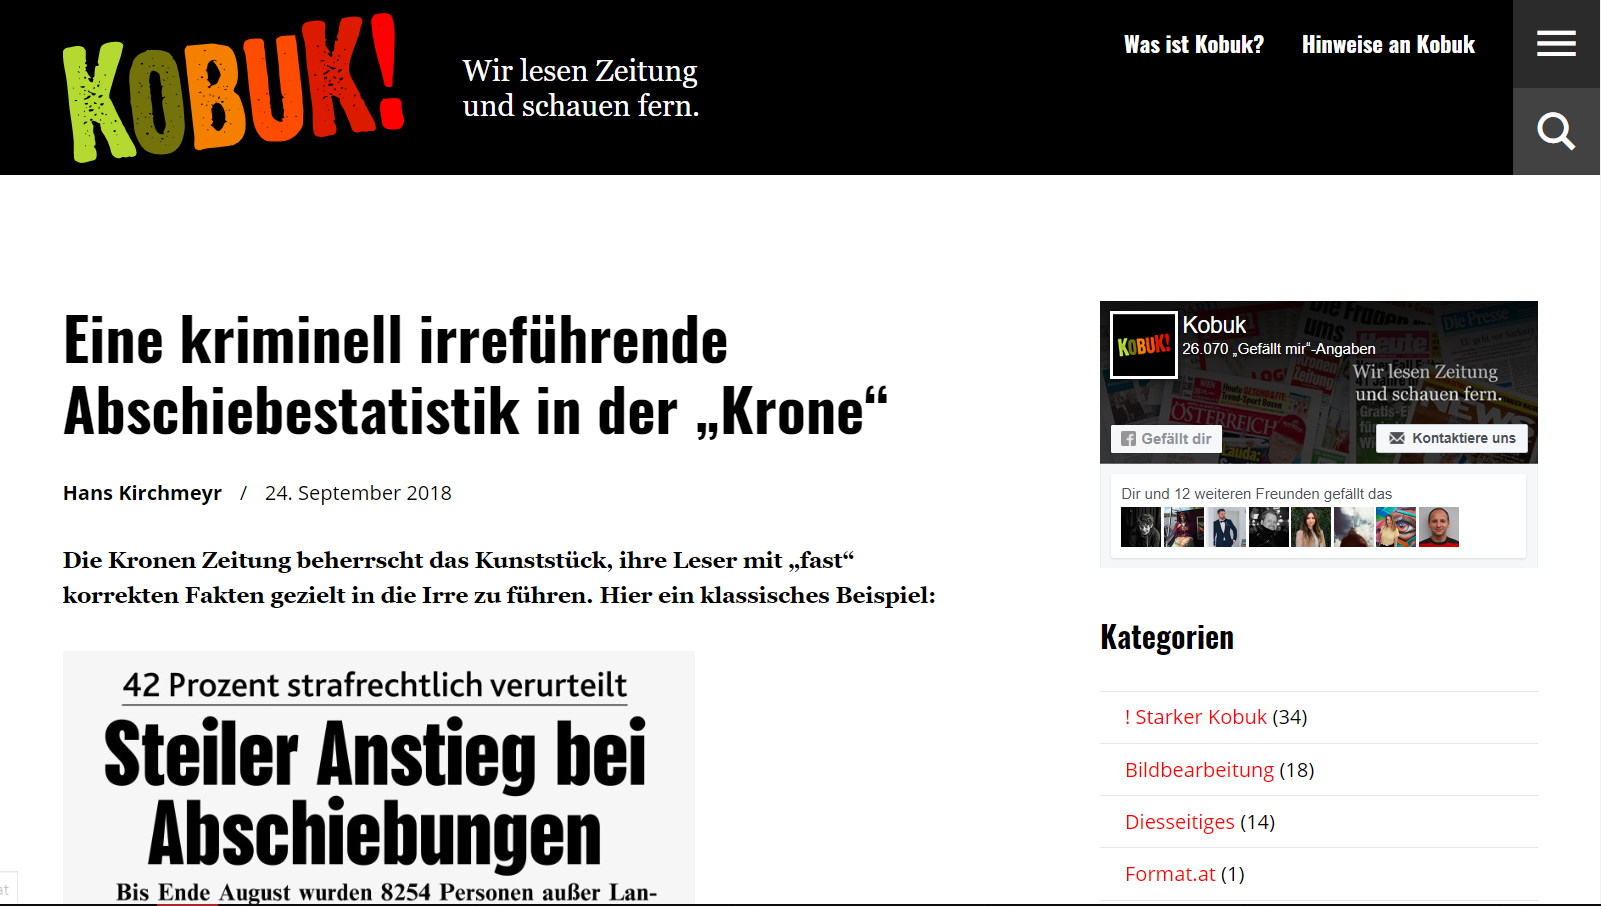 KOBUK!
Wir lesen Zeitung
und schauen fern.
Was ist Kobuk?
Hinweise an Kobuk
Eine kriminell irreführende
Abschiebestatistik in der „Krone“
Hans Kirchmeyr / 24. September 2018
Die Kronen Zeitung beherrscht das Kunststück, ihre Leser mit „fast“
korrekten Fakten gezielt in die Irre zu führen. Hier ein klassisches Beispiel:
42 Prozent strafrechtlich verurteilt
Steiler Anstieg bei
Abschiebungen
Bis Ende August wurden 8254 Personen außer Lan-
at
KOBUK!
Kobuk
26.070 „Gefällt mir“-Angaben
Die Presse
Heute
ÖSTERREICH
Wir lesen Zeitung
und schauen fern.
Gefällt dir
Kontaktiere uns
Dir und 12 weiteren Freunden gefällt das
Kategorien
! Starker Kobuk (34)
Bildbearbeitung (18)
Diesseitiges (14)
Format.at (1)